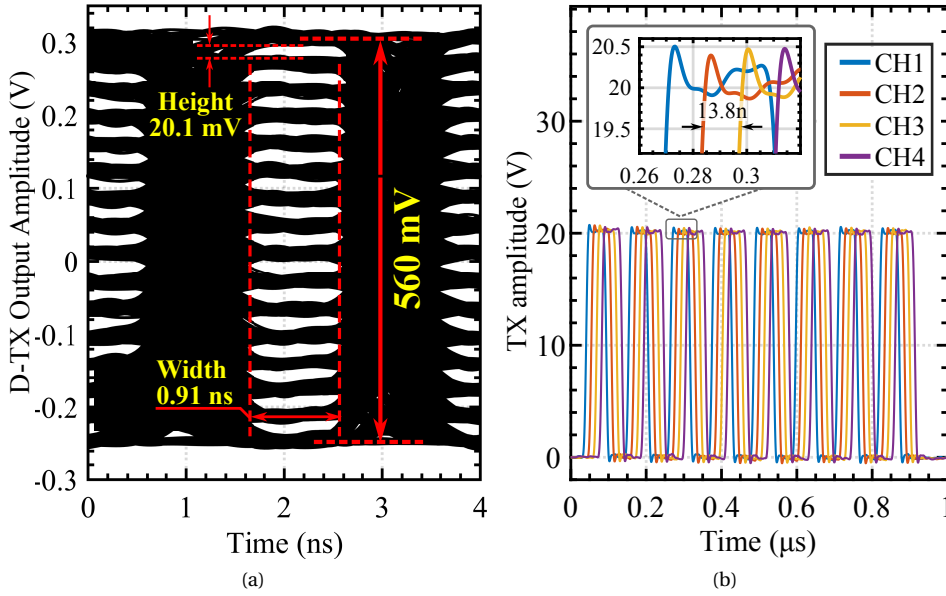 D-TX Output Amplitude (V)
0.3
0.2
0.1
0
-0.1
-0.2
-0.3
Height
20.1 mV
560 mV
Width
0.91 ns
0
1
2
3
4
Time (ns)
(a)
TX amplitude (V)
40
30
20
10
0
20.5
20
19.5
13.8n
0.26
0.28
0.3
CH1
CH2
CH3
CH4
0
0.2
0.4
0.6
0.8
1
Time (μs)
(b)